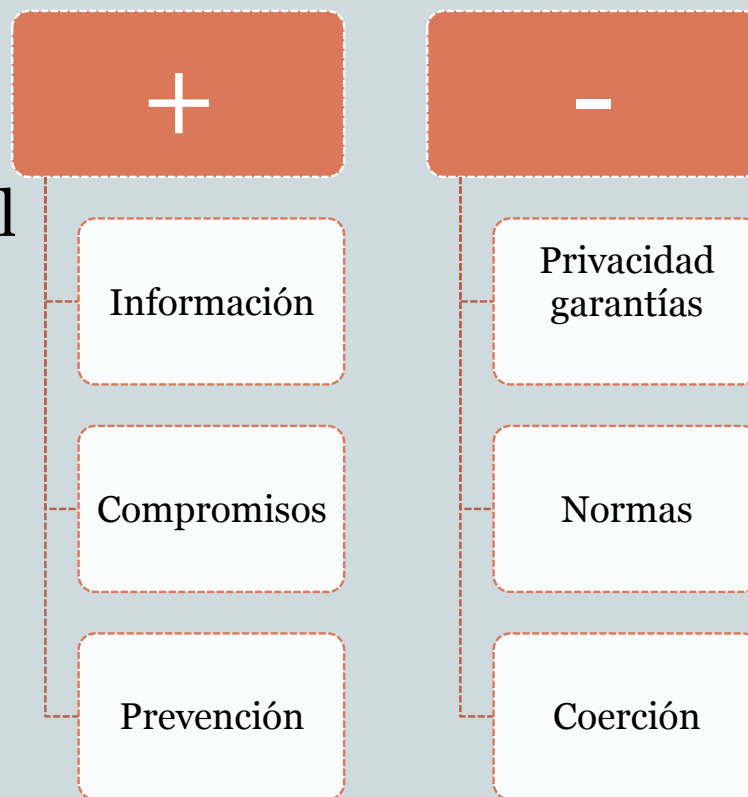 +
-
l
Información
Privacidad
garantías
Compromisos
Normas
Prevención
Coerción